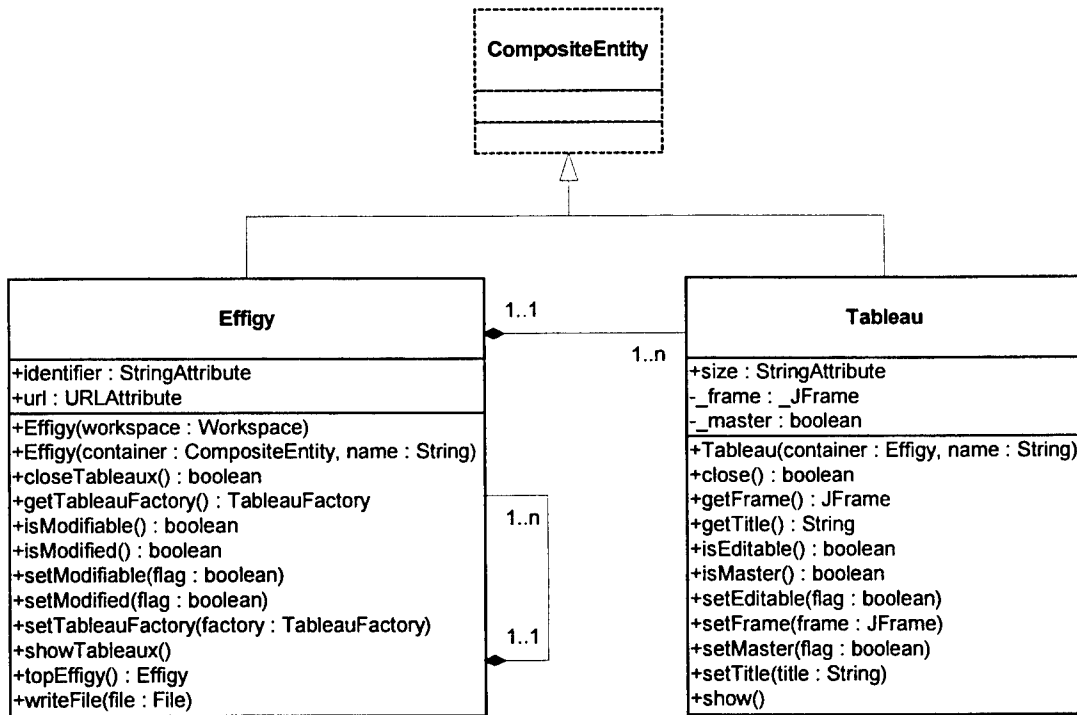 CompositeEntity
Effigy
+identifier : StringAttribute
+url : URLAttribute
+Effigy(workspace : Workspace)
+Effigy(container : CompositeEntity, name : String)
+closeTableaux() : boolean
+getTableauFactory() : TableauFactory
+isModifiable() : boolean
+isModified() : boolean
+setModifiable(flag : boolean)
+setModified(flag : boolean)
+setTableauFactory(factory : TableauFactory)
+showTableaux()
+topEffigy() : Effigy
+writeFile(file : File)
1..1
1..n
1..n
1..1
Tableau
+size : StringAttribute
-_frame : _JFrame
-_master : boolean
+Tableau(container : Effigy, name : String)
+close() : boolean
+getFrame() : JFrame
+getTitle() : String
+isEditable() : boolean
+isMaster() : boolean
+setEditable(flag : boolean)
+setFrame(frame : JFrame)
+setMaster(flag : boolean)
+setTitle(title : String)
+show()